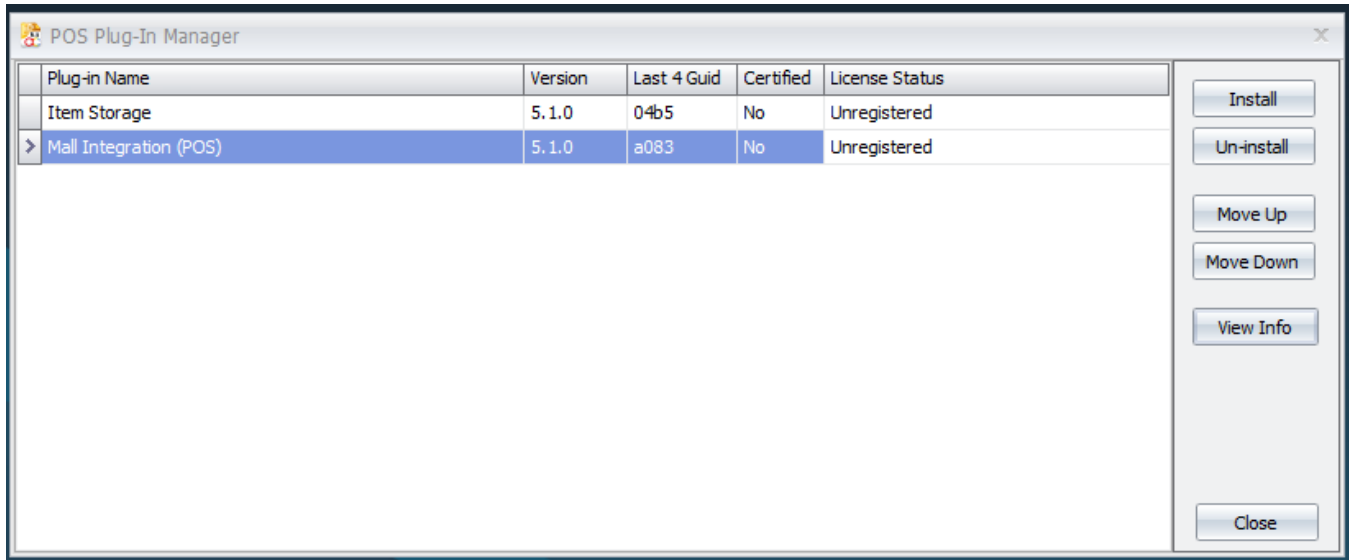 POS Plug-In Manager
Plug-in Name Version Last 4 Guid Certified License Status
Item Storage 5.1.0 04b5 No Unregistered
Mall Integration (POS) 5.1.0 a083 No Unregistered
Install
Un-install
Move Up
Move Down
View Info
Close